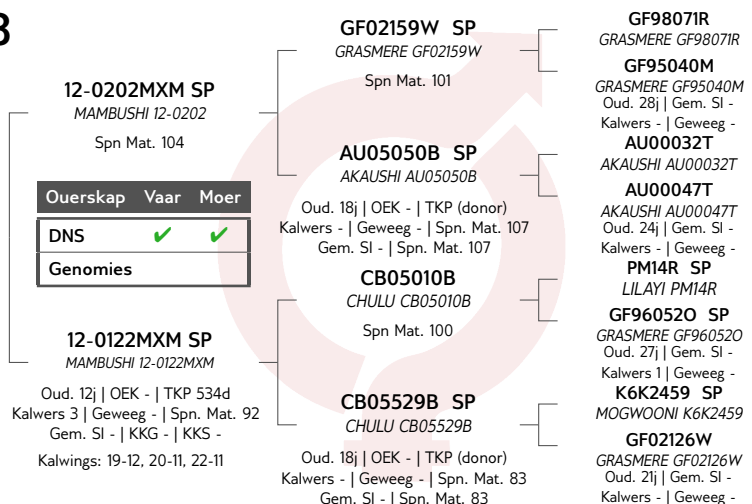 3
12-0202MXM SP
MAMBUSHI 12-0202
Spn Mat. 104
Ouerskap Vaar Moer
DNS ✔ ✔
Genomies
12-0122MXM SP
MAMBUSHI 12-0122MXM
Oud. 12j | OEK - | TKP 534d
Kalwers 3 | Geweeg - | Spn. Mat. 92
Gem. SI - | KKG - | KKS -
Kalwings: 19-12, 20-11, 22-11
GF02159W SP
GRASMERE GF02159W
Spn Mat. 101
AU05050B SP
AKAUSHI AU05050B
Oud. 18j | OEK - | TKP (donor)
Kalwers - | Geweeg - | Spn. Mat. 107
Gem. SI - | Spn. Mat. 107
CB05010B
CHULU CB05010B
Spn Mat. 100
CB05529B SP
CHULU CB05529B
Oud. 18j | OEK - | TKP (donor)
Kalwers - | Geweeg - | Spn. Mat. 83
Gem. SI - | Spn. Mat. 83
GF98071R
GRASMERE GF98071R
GF95040M
GRASMERE GF95040M
Oud. 28j | Gem. SI -
Kalwers - | Geweeg -
AU00032T
AKAUSHI AU00032T
AU00047T
AKAUSHI AU00047T
Oud. 24j | Gem. SI -
Kalwers - | Geweeg -
PM14R SP
LILAYI PM14R
GF96052O SP
GRASMERE GF96052O
Oud. 27j | Gem. SI -
Kalwers 1 | Geweeg -
K6K2459 SP
MOGWOONI K6K2459
GF02126W
GRASMERE GF02126W
Oud. 21j | Gem. SI -
Kalwers - | Geweeg -